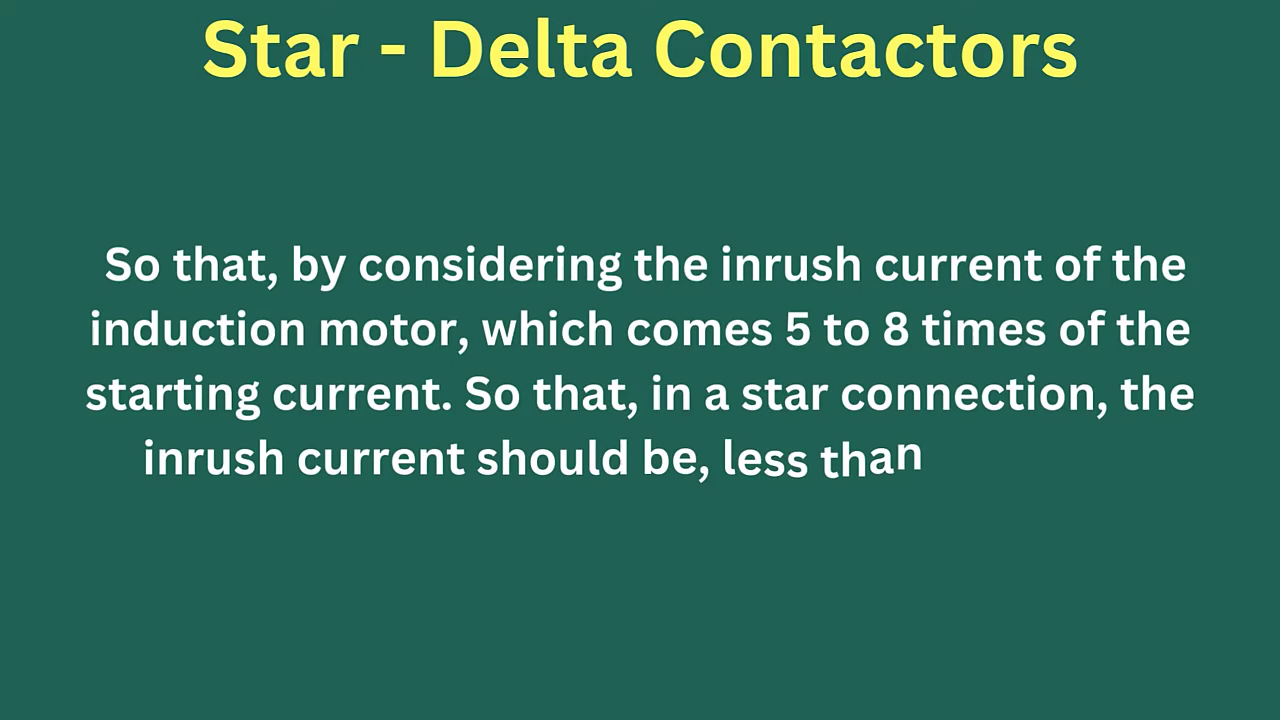 Star - Delta Contactors
So that, by considering the inrush current of the
induction motor, which comes 5 to 8 times of the
starting current. So that, in a star connection, the
inrush current should be, less than